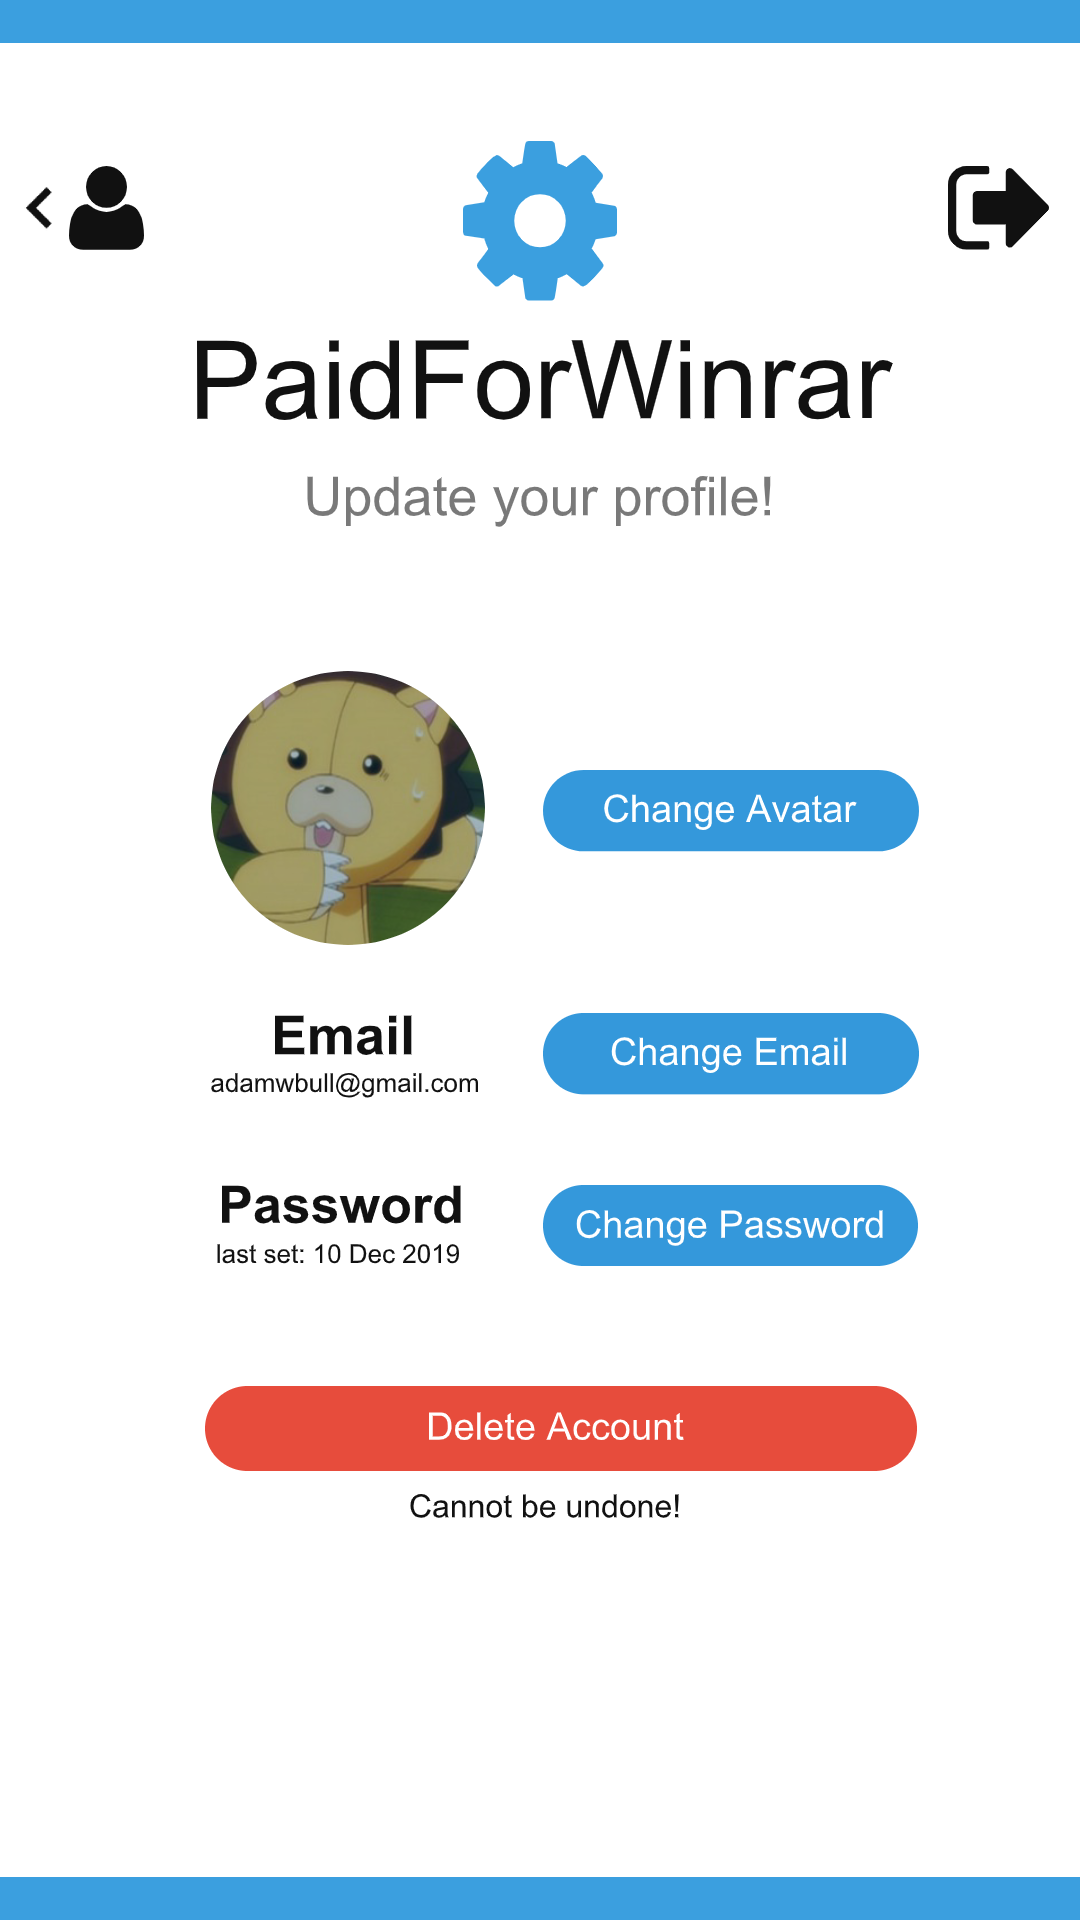 PaidForWinrar
Update your profile!
Change Avatar
Email
adamwbull@gmail.com
Change Email
Password
last set: 10 Dec 2019
Change Password
Delete Account
Cannot be undone!